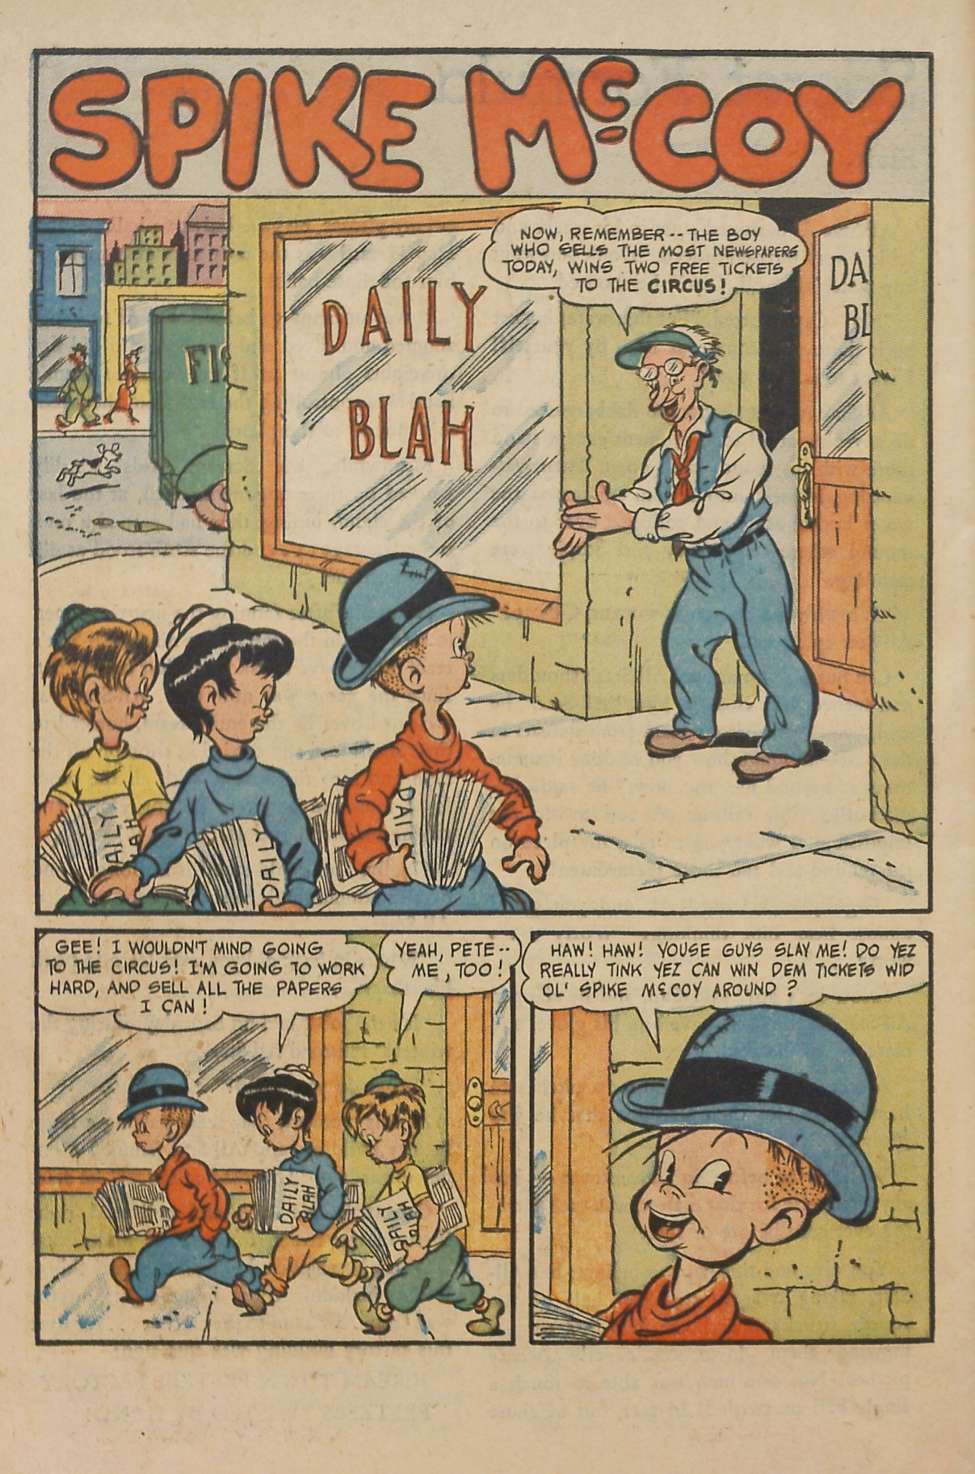 SPIKE McCOY
NOW, REMEMBER -- THE BOY
WHO SELLS THE MOST NEWSPAPERS
TODAY, WINS TWO FREE TICKETS
TO THE CIRCUS!
DAILY
BLAH
DA
BL
FIS
DAILY
BLAH
DAILY
DAILY
GEE! I WOULDN'T MIND GOING
TO THE CIRCUS! I'M GOING TO WORK
HARD, AND SELL ALL THE PAPERS
I CAN!
YEAH, PETE--
ME, TOO!
DAILY
BLAH
DAILY
BLAH
HAW! HAW! YOUSE GUYS SLAY ME! DO YEZ
REALLY TINK YEZ CAN WIN DEM TICKETS WID
OL' SPIKE McCOY AROUND?